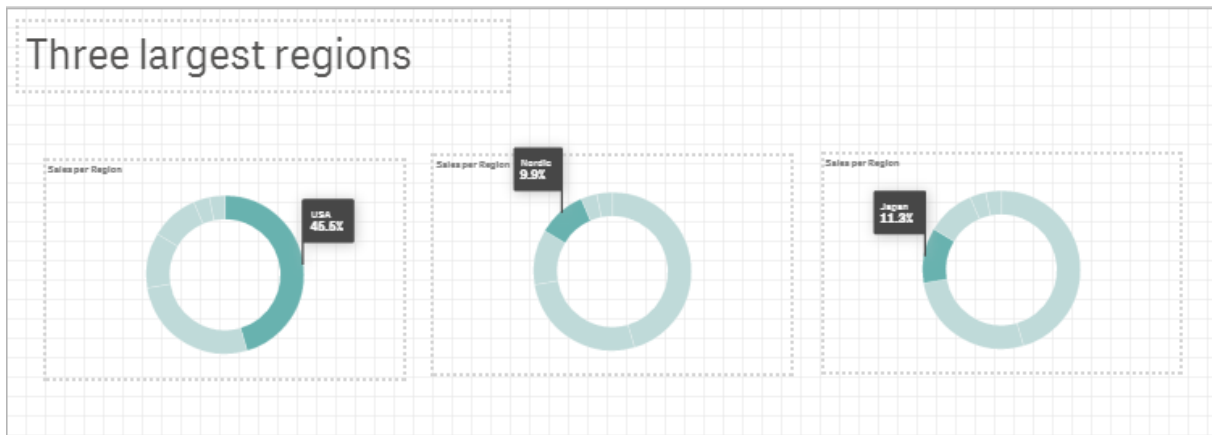 Three largest regions
Sales per Region
USA
45.5%
Sales per Region
Nordic
9.9%
Sales per Region
Japan
11.3%